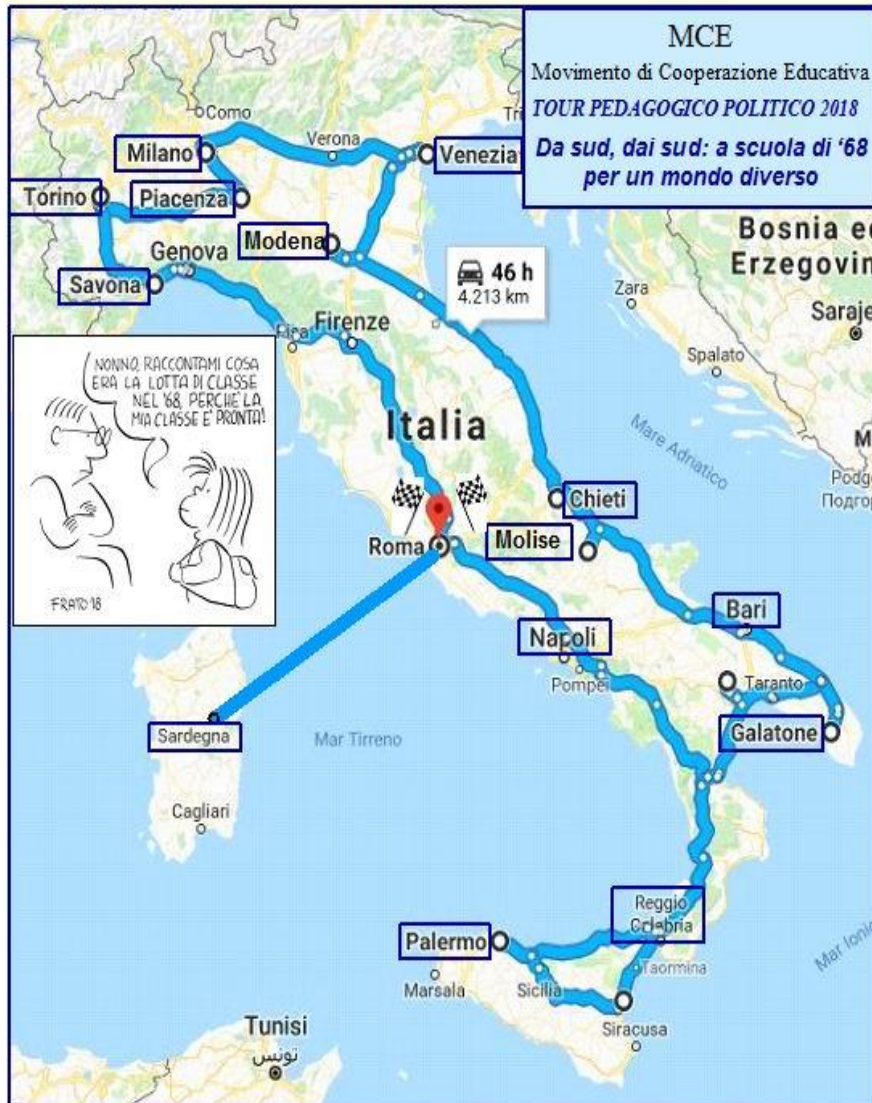 MCE
Movimento di Cooperazione Educativa
TOUR PEDAGOGICO POLITICO 2018
Da sud, dai sud: a scuola di '68
per un mondo diverso
Como
Milano
Verona
Venezia
Torino
Piacenza
Modena
Genova
Savona
46 h
4.213 km
Bosnia
Erzegovin
Zara
Saraje
Firenze
Spalato
NONNO, RACCONTAMI COSA
ERA LA LOTTA DI CLASSE
NEL '68, PERCHÉ LA
MIA CLASSE E' PRONTA!
FRATO 18
Italia
Mare Adriatico
Podg
Подгор
Chieti
Roma
Molise
Bari
Napoli
Pompei
Taranto
Galatone
Sardegna
Mar Tirreno
Cagliari
Reggio
Calabria
Palermo
Mar Ionio
Taormina
Marsala
Sicilia
Siracusa
Tunisi
تونس